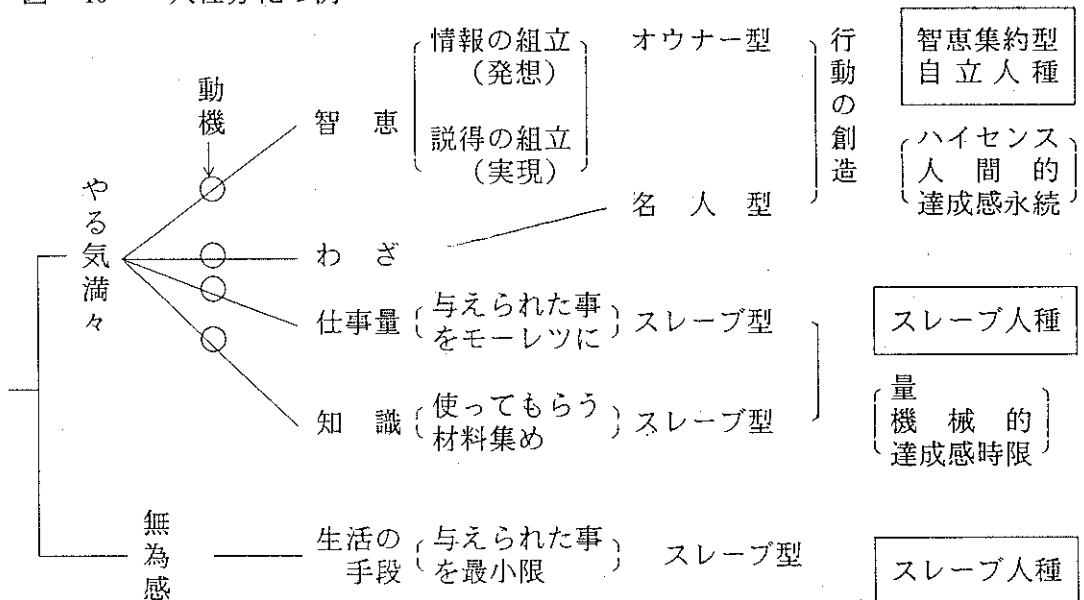 動機
やる気満々
智恵
情報の組立
(発想)
説得の組立
(実現)
オウナー型
行動の創造
智恵集約型
自立人種
ハイセンス
人間的
達成感永続
わざ
名人型
仕事量
与えられた事
をモーレツに
スレーブ型
スレーブ人種
知識
使ってもらう
材料集め
スレーブ型
量
機械的
達成感時限
無為感
生活の
手段
与えられた事
を最小限
スレーブ型
スレーブ人種